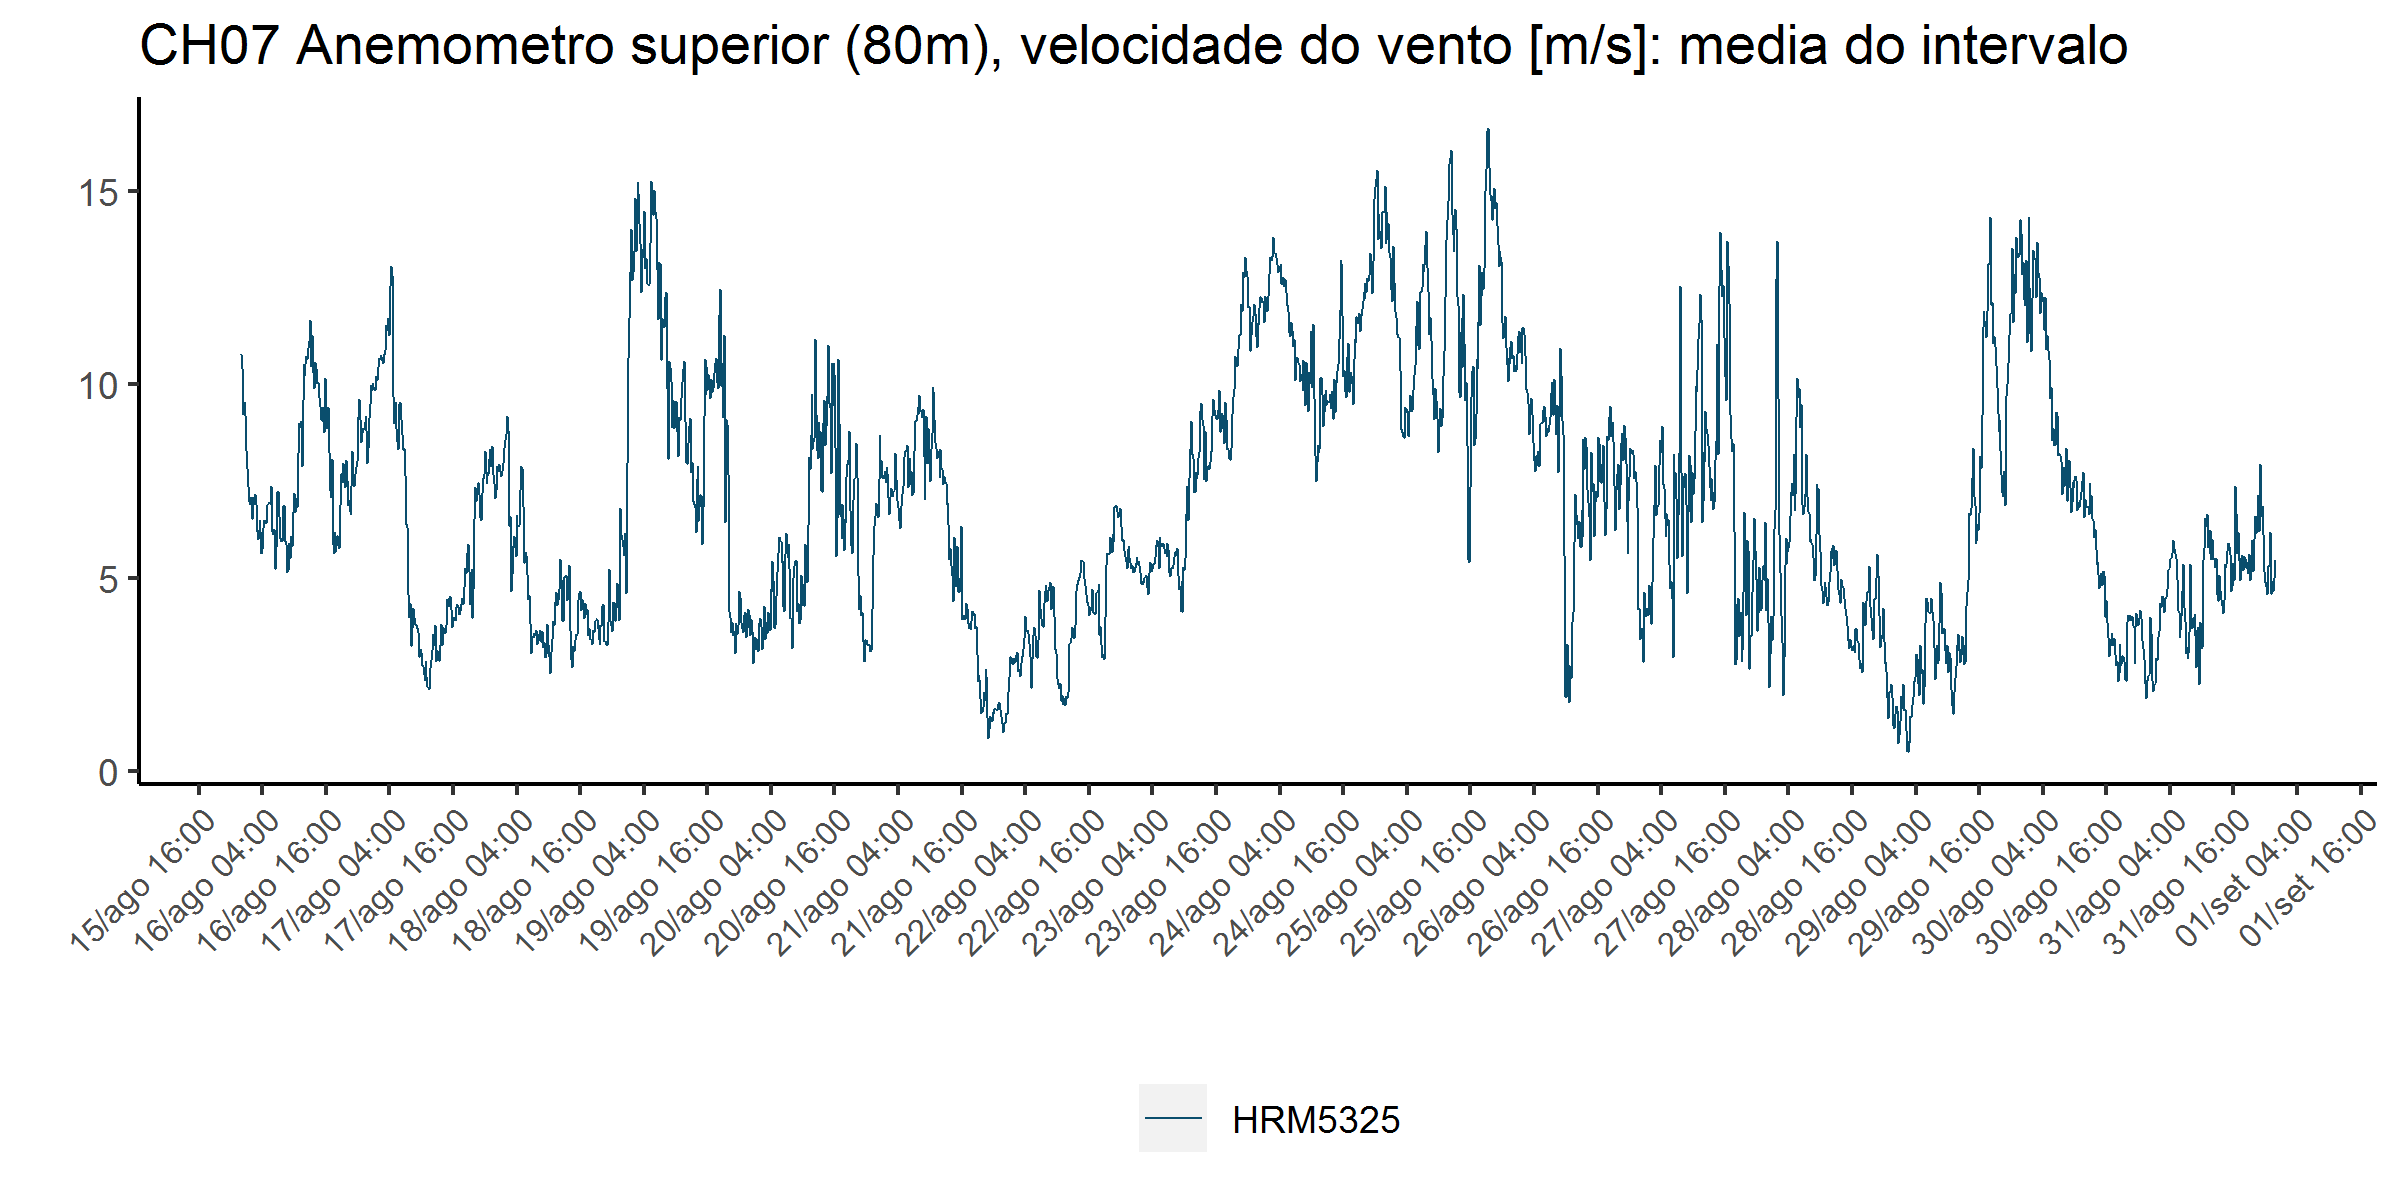 CH07 Anemometro superior (80m), velocidade do vento [m/s]: media do intervalo
15
10
5
0
15/ago 16:00
16/ago 04:00
16/ago 16:00
17/ago 04:00
17/ago 16:00
18/ago 04:00
18/ago 16:00
19/ago 04:00
19/ago 16:00
20/ago 04:00
20/ago 16:00
21/ago 04:00
21/ago 16:00
22/ago 04:00
22/ago 16:00
23/ago 04:00
23/ago 16:00
24/ago 04:00
24/ago 16:00
25/ago 04:00
25/ago 16:00
26/ago 04:00
26/ago 16:00
27/ago 04:00
27/ago 16:00
28/ago 04:00
28/ago 16:00
29/ago 04:00
29/ago 16:00
30/ago 04:00
30/ago 16:00
31/ago 04:00
31/ago 16:00
01/set 04:00
01/set 16:00
HRM5325